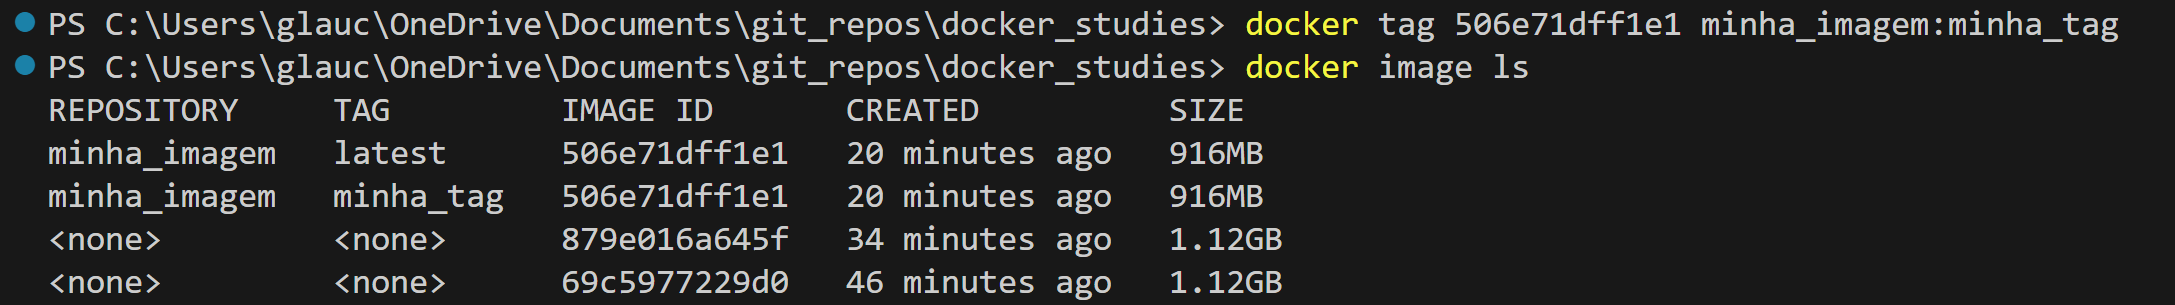 PS C:\Users\glauc\OneDrive\Documents\git_repos\docker_studies> docker tag 506e71dff1e1 minha_imagem:minha_tag
PS C:\Users\glauc\OneDrive\Documents\git_repos\docker_studies> docker image ls
REPOSITORY TAG IMAGE ID CREATED SIZE
minha_imagem latest 506e71dff1e1 20 minutes ago 916MB
minha_imagem minha_tag 506e71dff1e1 20 minutes ago 916MB
<none> <none> 879e016a645f 34 minutes ago 1.12GB
<none> <none> 69c5977229d0 46 minutes ago 1.12GB